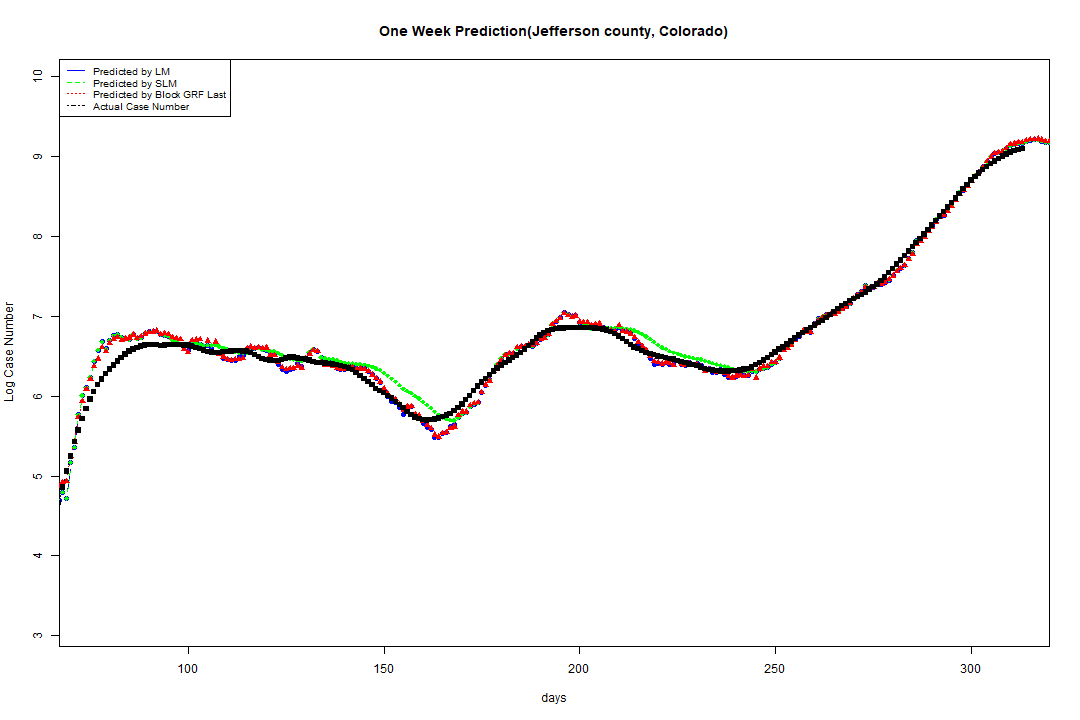 One Week Prediction(Jefferson county, Colorado)
Predicted by LM
Predicted by SLM
Predicted by Block GRF Last
Actual Case Number
10
9
8
7
6
5
4
3
Log Case Number
100 150 200 250 300
days